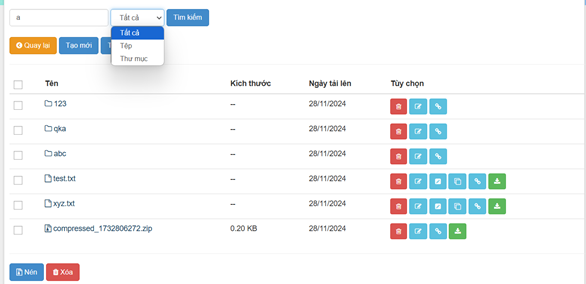 a
Tất cả
Tìm kiếm
Tất cả
Tệp
Thư mục
Quay lại
Tạo mới
Tên
Kích thước
Ngày tải lên
Tùy chọn
123
--
28/11/2024
qka
--
28/11/2024
abc
--
28/11/2024
test.txt
--
28/11/2024
xyz.txt
--
28/11/2024
compressed_1732806272.zip
0.20 KB
28/11/2024
Nén
Xóa